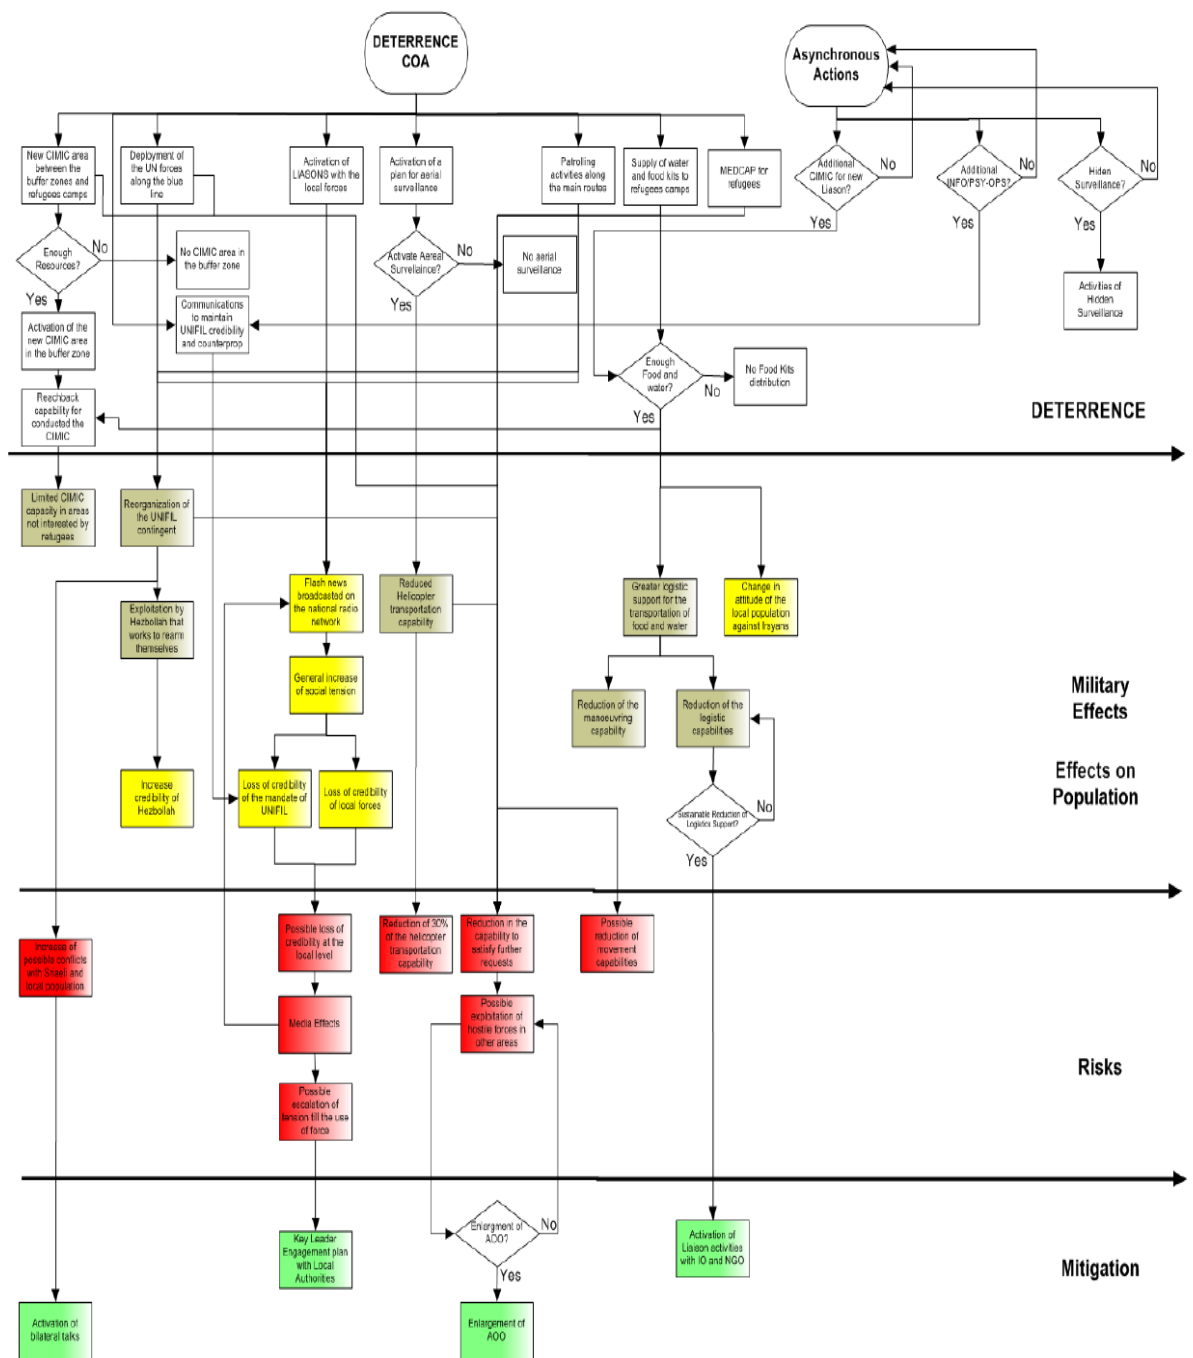 DETERRENCE
COA
Asynchronous
Actions
New CIMIC area
between the
buffer zones and
refugees camps
Deployment of
the UN forces
along the blue
line
Activation of
LIASONS with the
local forces
Activation of a
plan for aerial
surveillance
Patrolling
activities along
the main routes
Supply of water
and food kits to
refugees camps
MEDCAP for
refugees
Additional
CIMIC for new
Liason?
No
Yes
Additional
INFO/PSY-OPS?
No
Yes
Hiden
Surveillance?
No
Yes
Enough
Resources?
No
Yes
No CIMIC area in
the buffer zone
Activate Aereal
Surveillaince?
No
Yes
No aerial
surveillance
Activities of
Hidden
Surveillance
Communications
to maintain
UNIFIL credibility
and counterprop
Activation of the
new CIMIC area
in the buffer zone
Enough
Food and
water?
No
Yes
No Food Kits
distribution
Reachback
capability for
conducted the
CIMIC
DETERRENCE
Limited CIMIC
capacity in areas
not interested by
refugees
Reorganization of
the UNIFIL
contingent
Exploitation by
Hezbollah that
works to rearm
themselves
Flash news
broadcasted on
the national radio
network
Reduced
Helicopter
transportation
capability
Greater logistic
support for the
transportation of
food and water
Change in
attitude of the
local population
against Irayans
General increase
of social tension
Reduction of the
manoeuvring
capability
Reduction of the
logistic
capabilities
Military
Effects
Increase
credibility of
Hezbollah
Loss of credibility
of the mandate of
UNIFIL
Loss of credibility
of local forces
Sustainable Reduction of
Logistics Support?
No
Yes
Effects on
Population
Increase of
possible conflicts
with Sraeli and
local population
Possible loss of
credibility at the
local level
Reduction of 30%
of the helicopter
transportation
capability
Reduction in the
capability to
satisfy further
requests
Possible
reduction of
movement
capabilities
Media Effects
Possible
exploitation of
hostile forces in
other areas
Risks
Possible
escalation of
tension till the use
of force
Key Leader
Engagement plan
with Local
Authorities
Enlargment of
AOO?
No
Yes
Activation of
Liaison activities
with IO and NGO
Mitigation
Activation of
bilateral talks
Enlargement of
AOO